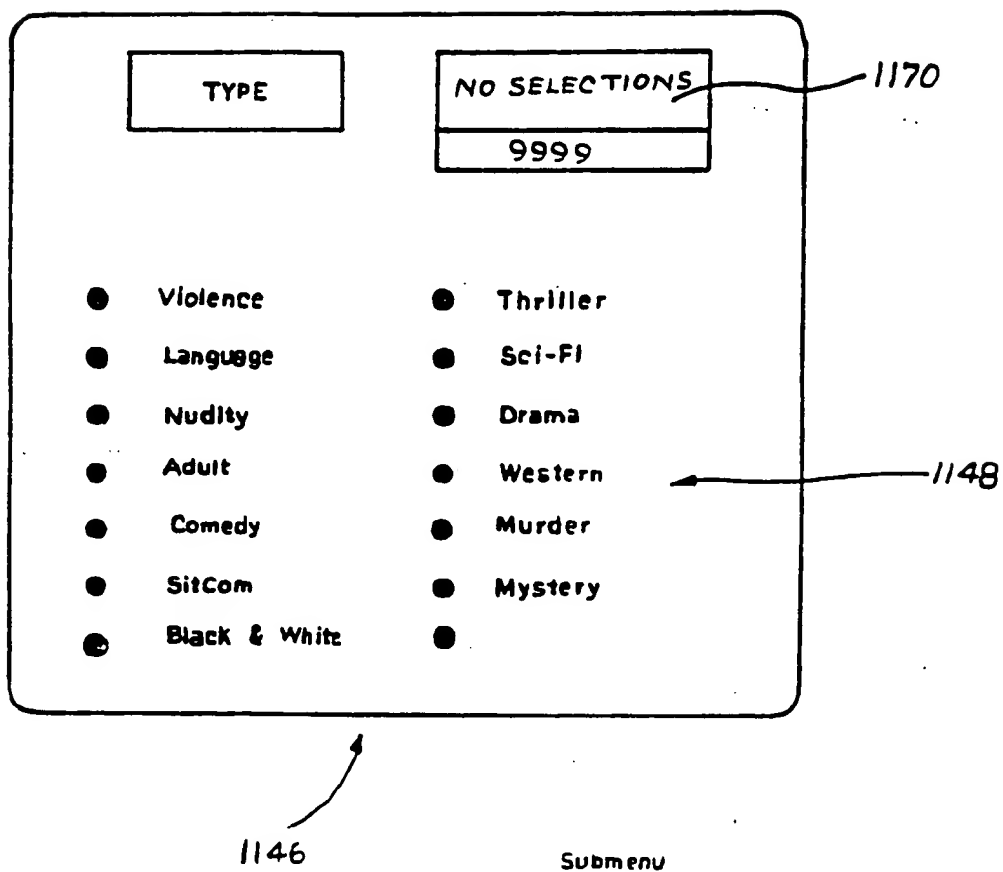 TYPE
NO SELECTIONS
9999
1170
Violence
Language
Nudity
Adult
Comedy
SitCom
Black & White
Thriller
Sci-Fi
Drama
Western
Murder
Mystery
1148
1146
Submenu